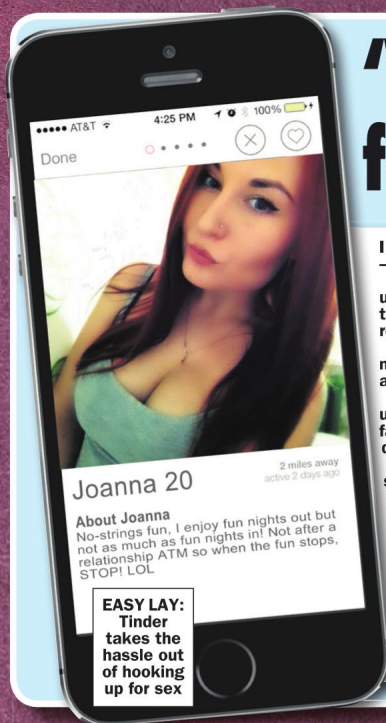 AT&T
4:25 PM
100%
Done
Joanna 20
2 miles away
active 2 days ago
About Joanna
No-strings fun, I enjoy fun nights out but
not as much as fun nights in! Not after a
relationship ATM so when the fun stops,
STOP! LOL
EASY LAY:
Tinder
takes the
hassle out
of hooking
up for sex